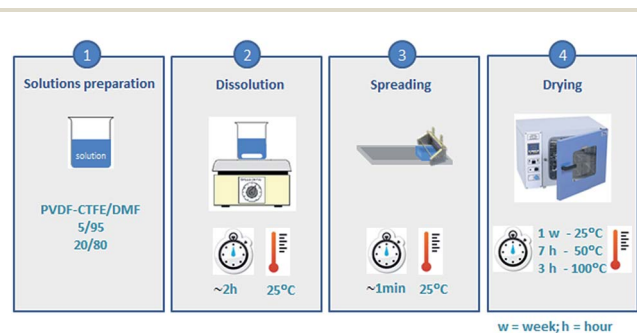 1
2
3
4
Solutions preparation
Dissolution
Spreading
Drying
solution
PVDF-CTFE/DMF
5/95
20/80
~2h
25°C
~1min
25°C
1 w - 25°C
7 h - 50°C
3 h - 100°C
w = week; h = hour